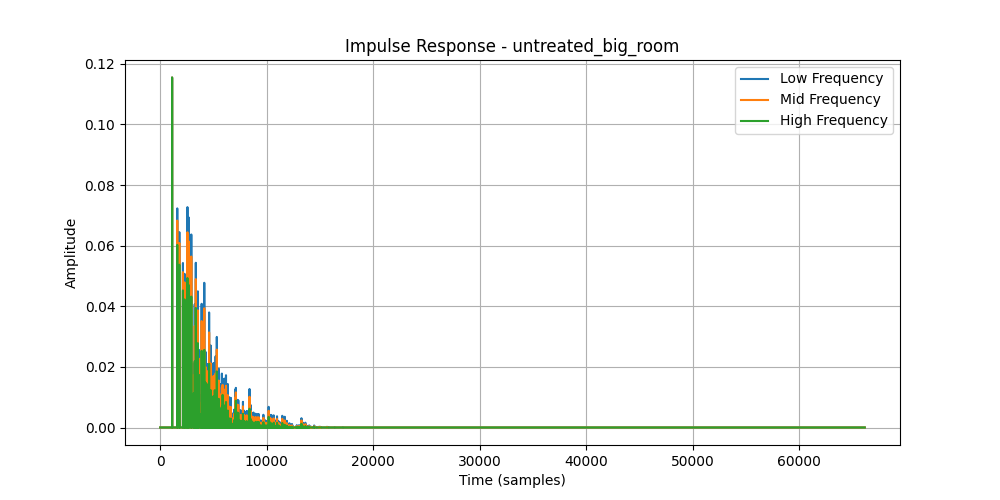 Impulse Response - untreated_big_room
0.12
0.10
0.08
0.06
0.04
0.02
0.00
Amplitude
Low Frequency
Mid Frequency
High Frequency
0 10000 20000 30000 40000 50000 60000
Time (samples)